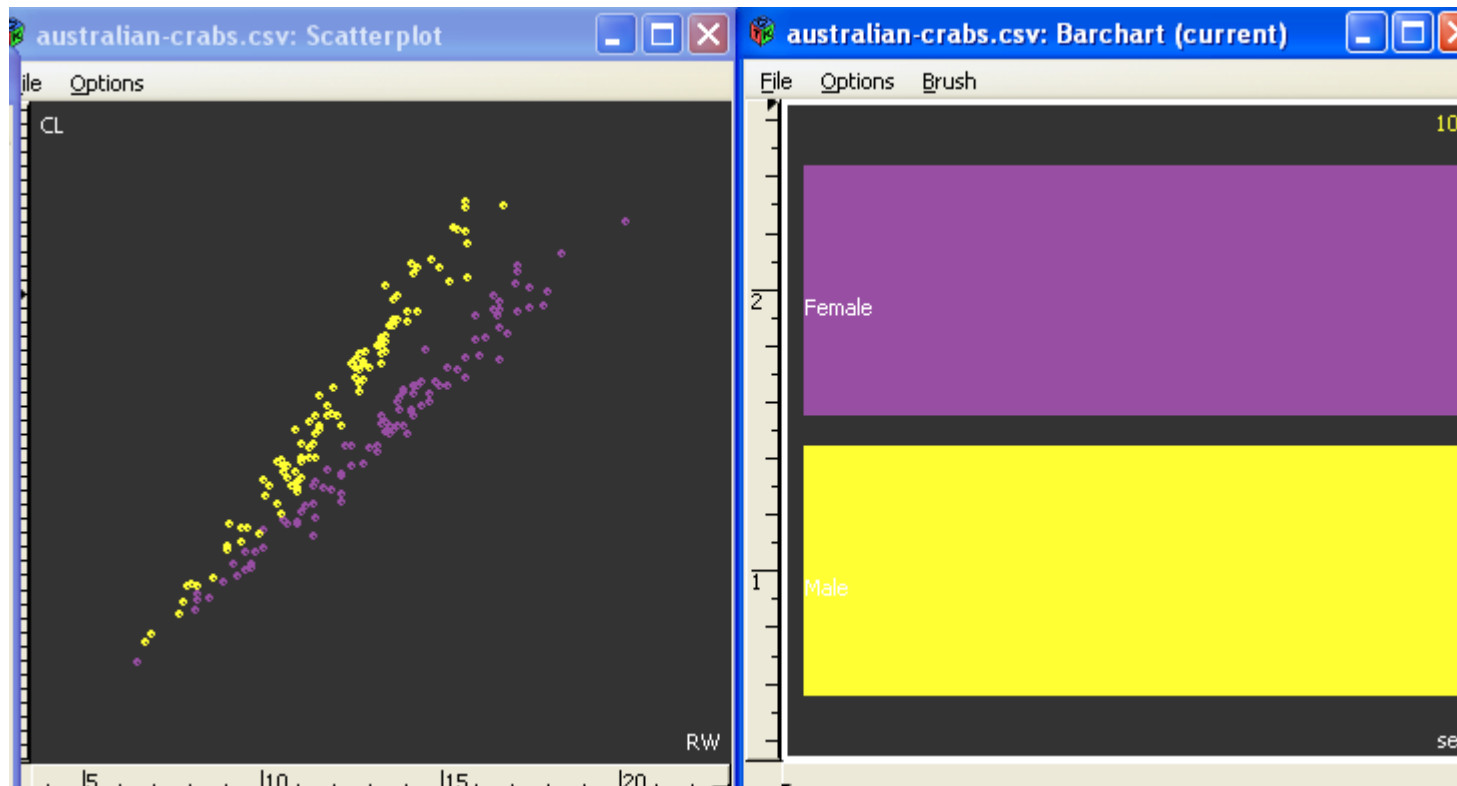 australian-crabs.csv: Scatterplot
ile Options
CL
RW
5 10 15 20
australian-crabs.csv: Barchart (current)
File Options Brush
10
2
Female
1
Male
se